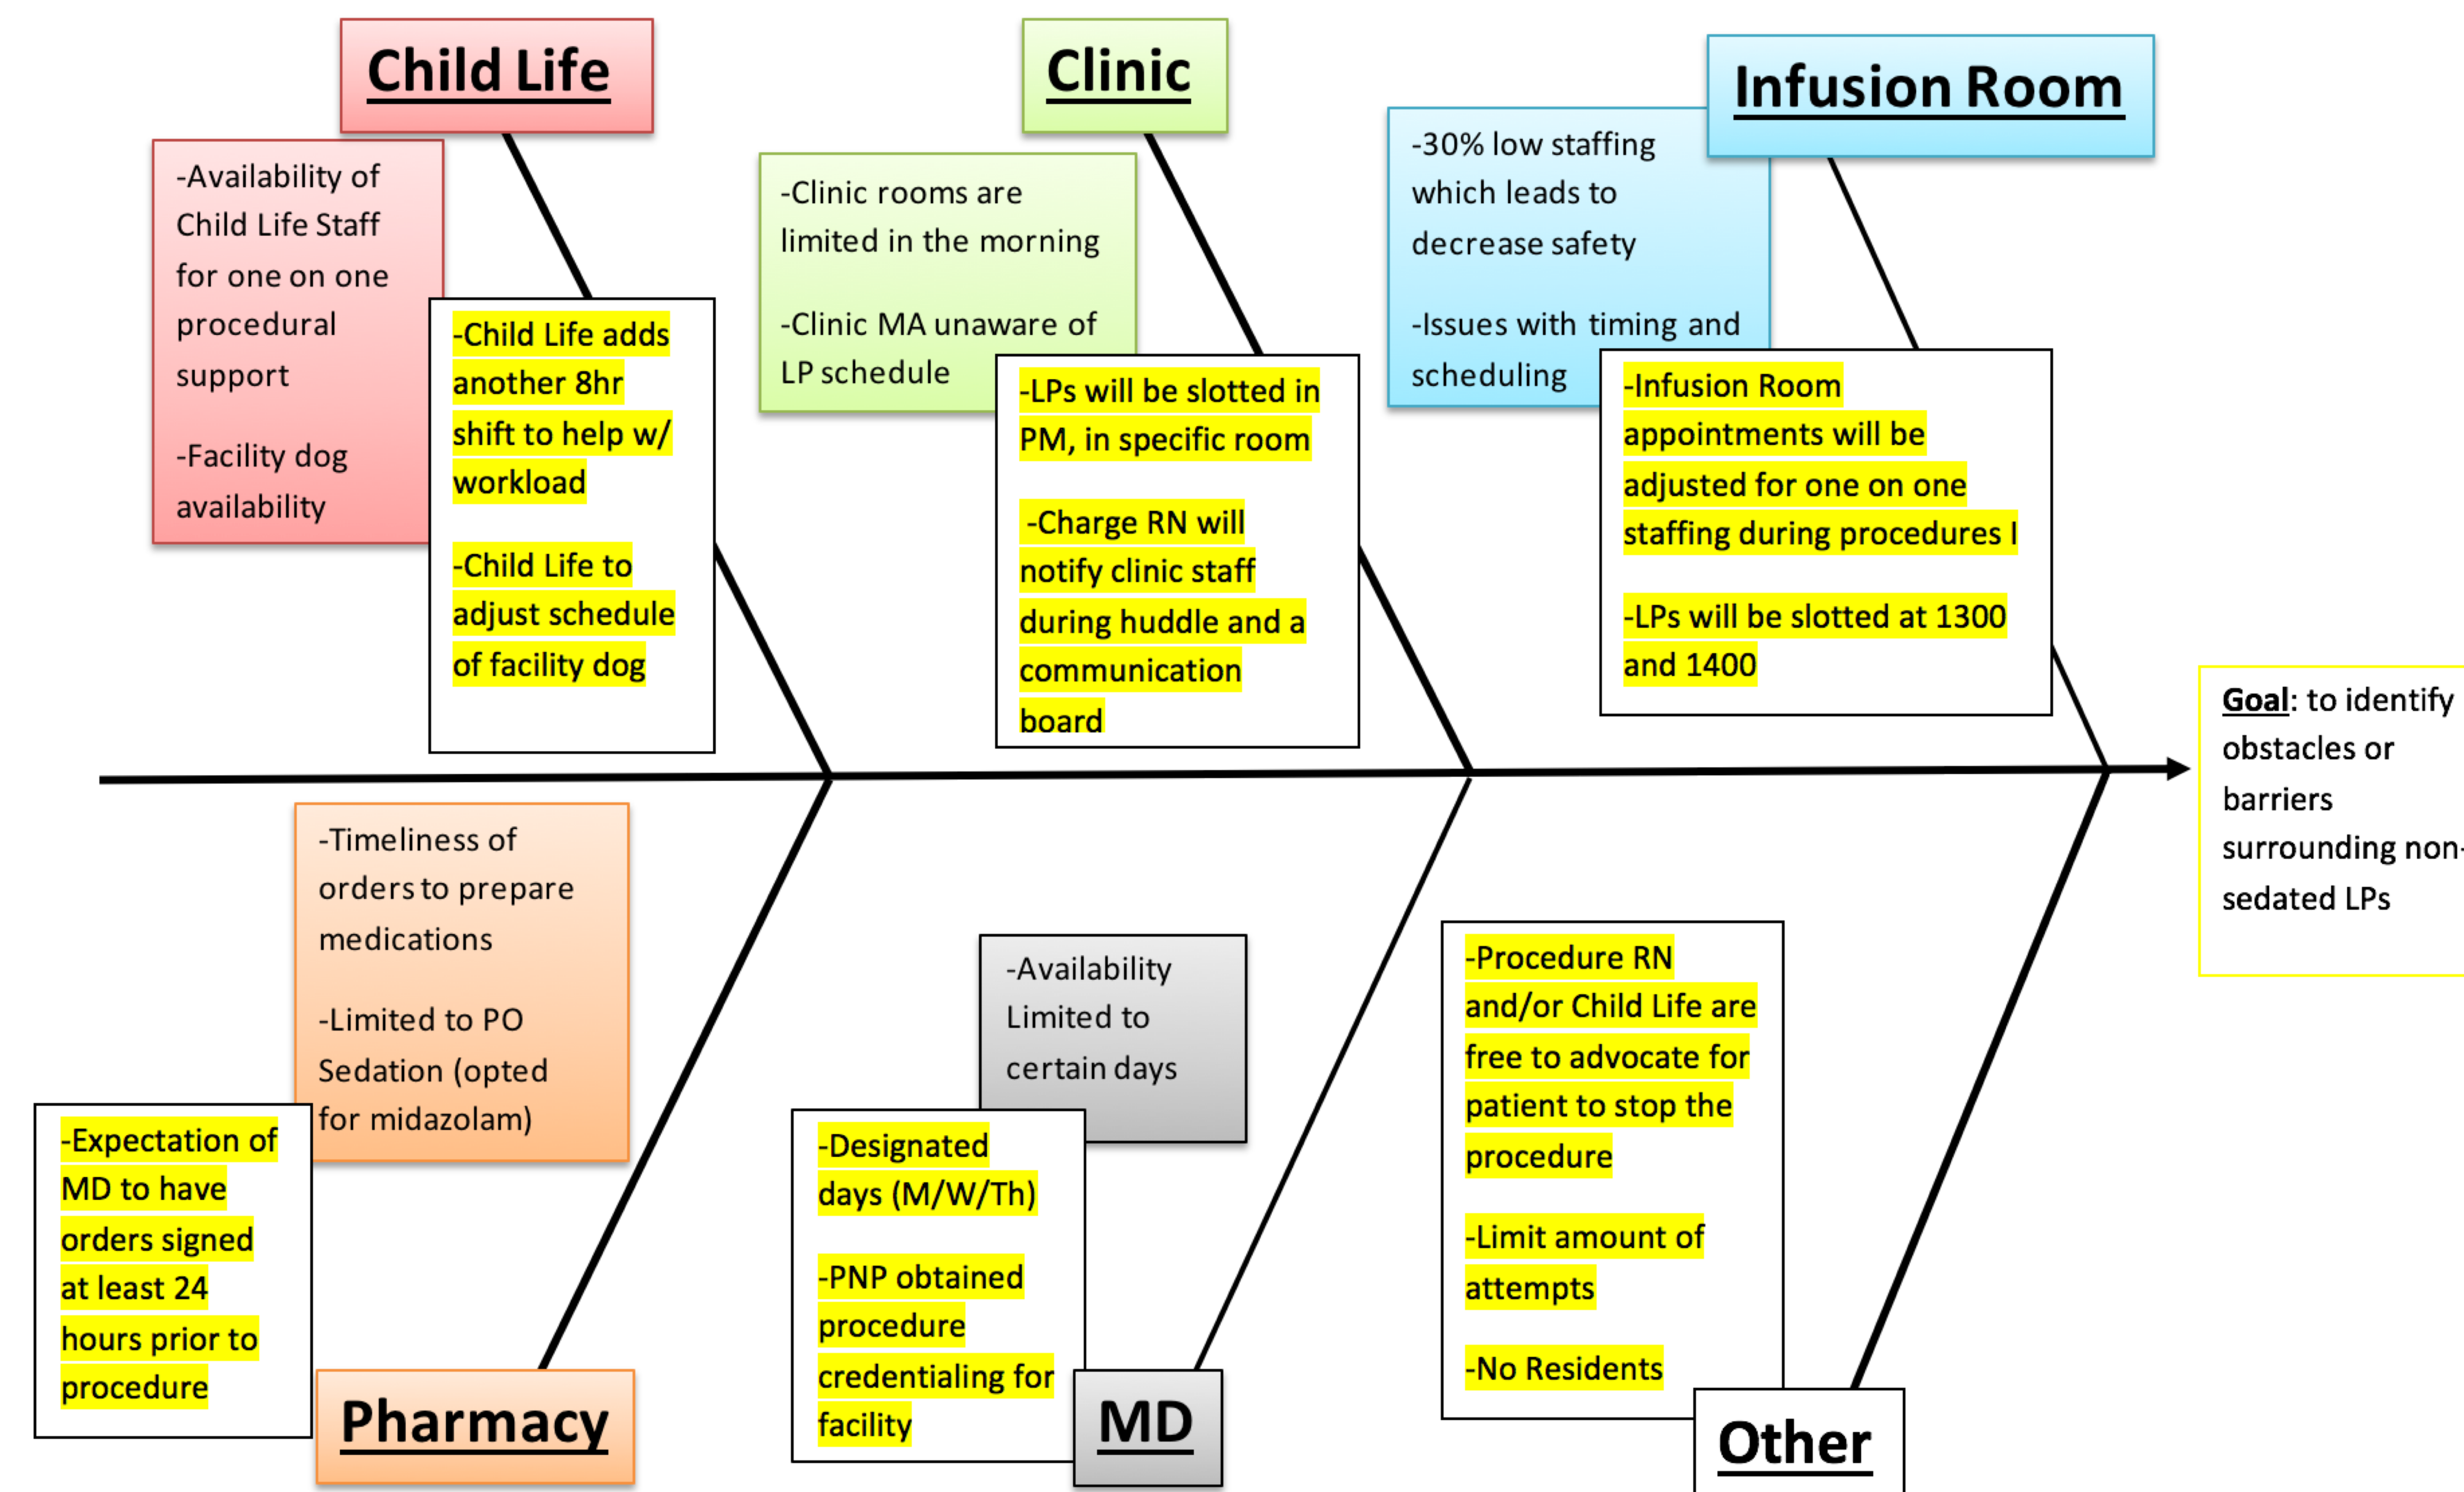 Child Life
-Availability of
Child Life Staff
for one on one
procedural
support
-Facility dog
availability
-Child Life adds
another 8hr
shift to help w/
workload
-Child Life to
adjust schedule
of facility dog
Clinic
-Clinic rooms are
limited in the morning
-Clinic MA unaware of
LP schedule
-LPs will be slotted in
PM, in specific room
-Charge RN will
notify clinic staff
during huddle and a
communication
board
Infusion Room
-30% low staffing
which leads to
decrease safety
-Issues with timing and
scheduling
-Infusion Room
appointments will be
adjusted for one on one
staffing during procedures I
-LPs will be slotted at 1300
and 1400
Goal: to identify
obstacles or
barriers
surrounding non-
sedated LPs
-Timeliness of
orders to prepare
medications
-Limited to PO
Sedation (opted
for midazolam)
-Expectation of
MD to have
orders signed
at least 24
hours prior to
procedure
Pharmacy
-Availability
Limited to
certain days
-Designated
days (M/W/Th)
-PNP obtained
procedure
credentialing for
facility
MD
-Procedure RN
and/or Child Life are
free to advocate for
patient to stop the
procedure
-Limit amount of
attempts
-No Residents
Other